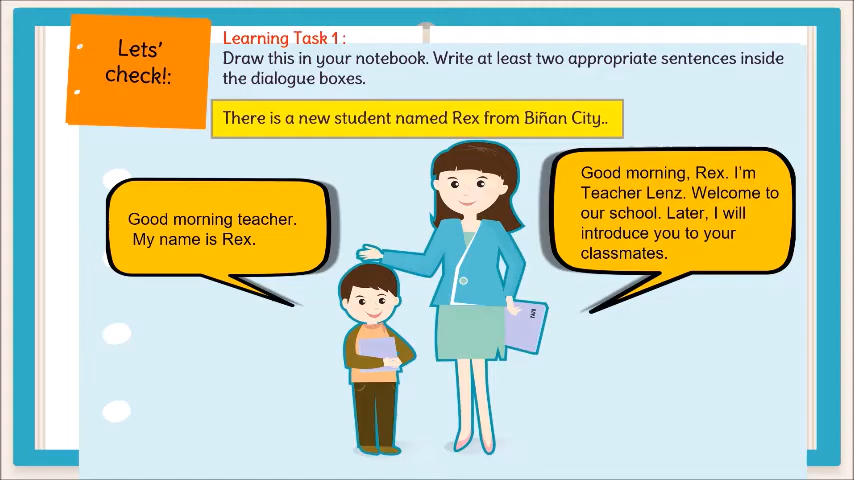 Lets'
check!:
Learning Task 1 :
Draw this in your notebook. Write at least two appropriate sentences inside
the dialogue boxes.
There is a new student named Rex from Biñan City..
Good morning teacher.
My name is Rex.
Good morning, Rex. I'm
Teacher Lenz. Welcome to
our school. Later, I will
introduce you to your
classmates.